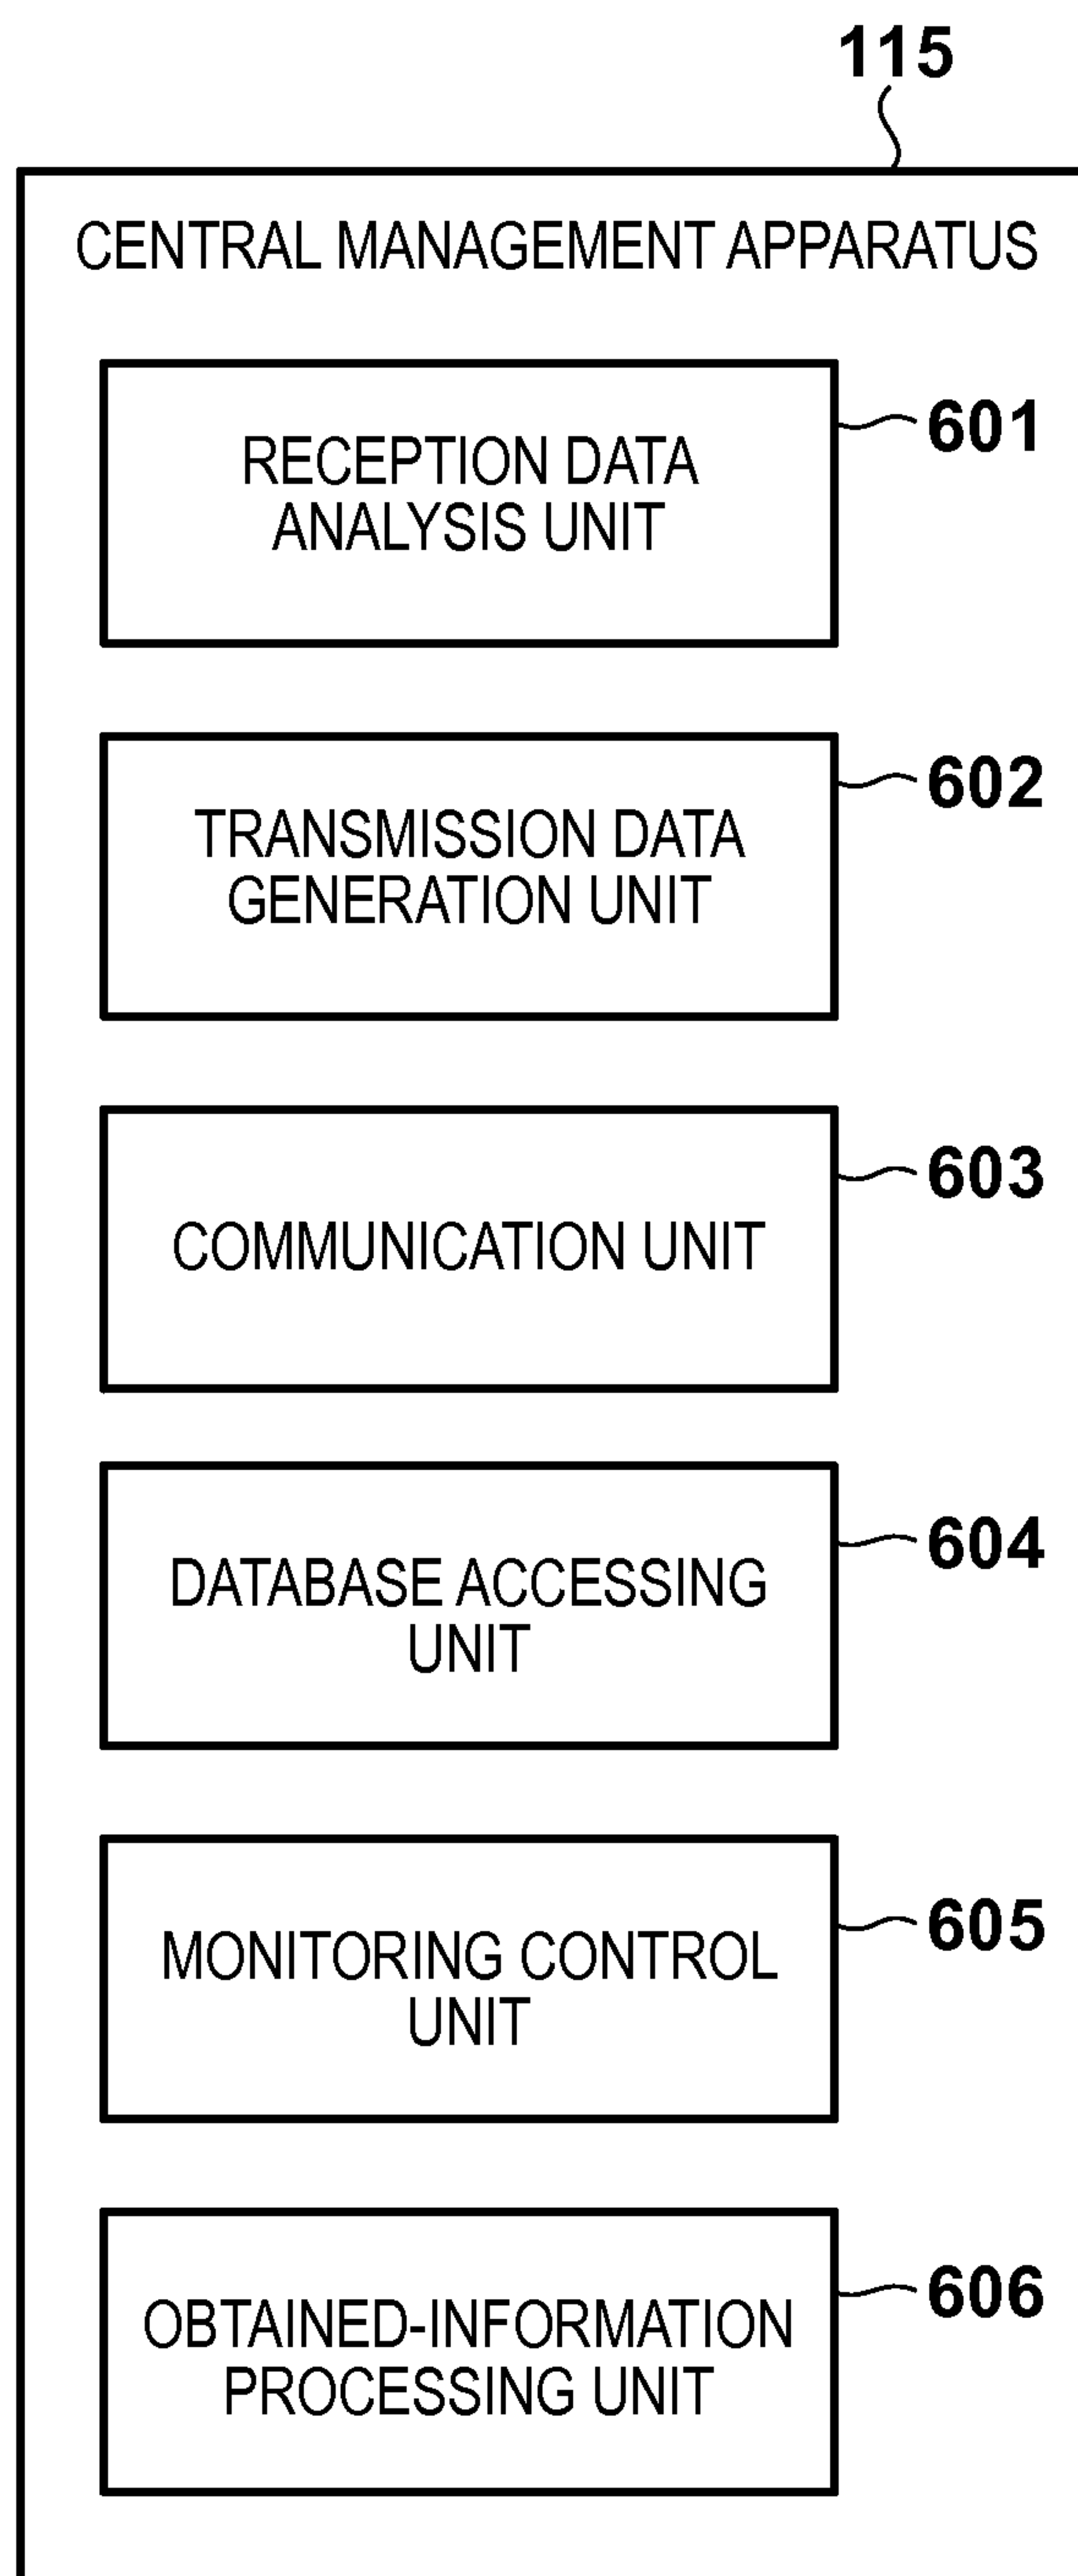 115
CENTRAL MANAGEMENT APPARATUS
RECEPTION DATA
ANALYSIS UNIT
601
TRANSMISSION DATA
GENERATION UNIT
602
COMMUNICATION UNIT
603
DATABASE ACCESSING
UNIT
604
MONITORING CONTROL
UNIT
605
OBTAINED-INFORMATION
PROCESSING UNIT
606